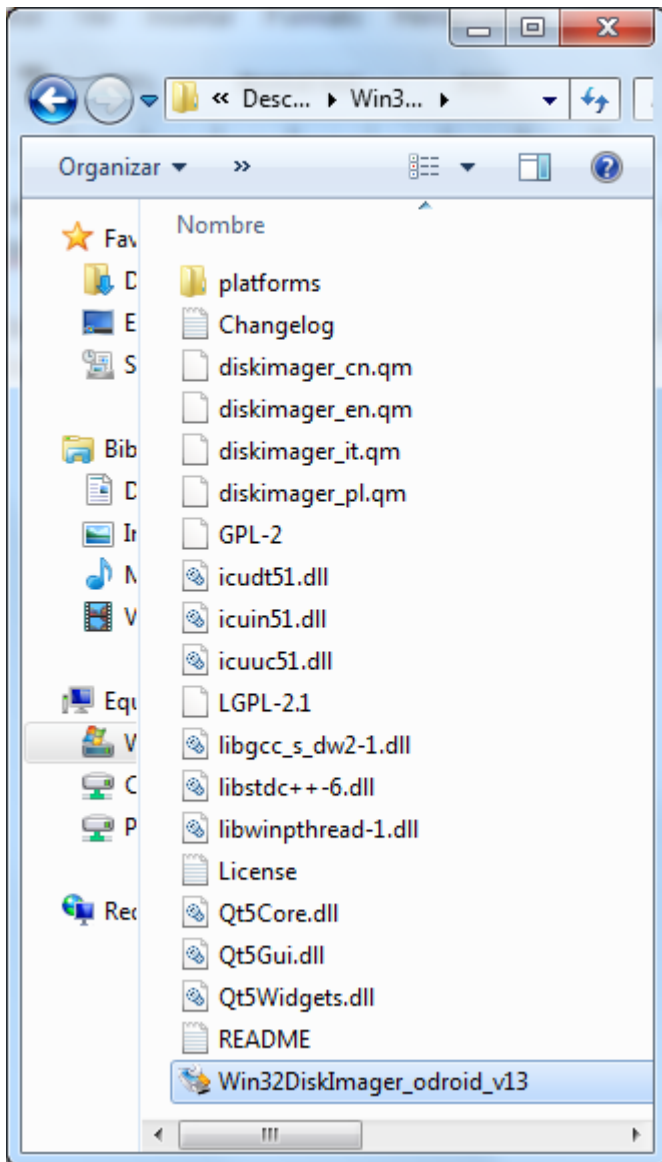 « Desc... Win3...
Organizar »
Nombre
Fav
D
E
S
Bib
D
Ir
M
V
Equ
V
C
P
Rec
platforms
Changelog
diskimager_cn.qm
diskimager_en.qm
diskimager_it.qm
diskimager_pl.qm
GPL-2
icudt51.dll
icuin51.dll
icuuc51.dll
LGPL-2.1
libgcc_s_dw2-1.dll
libstdc++-6.dll
libwinpthread-1.dll
License
Qt5Core.dll
Qt5Gui.dll
Qt5Widgets.dll
README
Win32DiskImager_odroid_v13